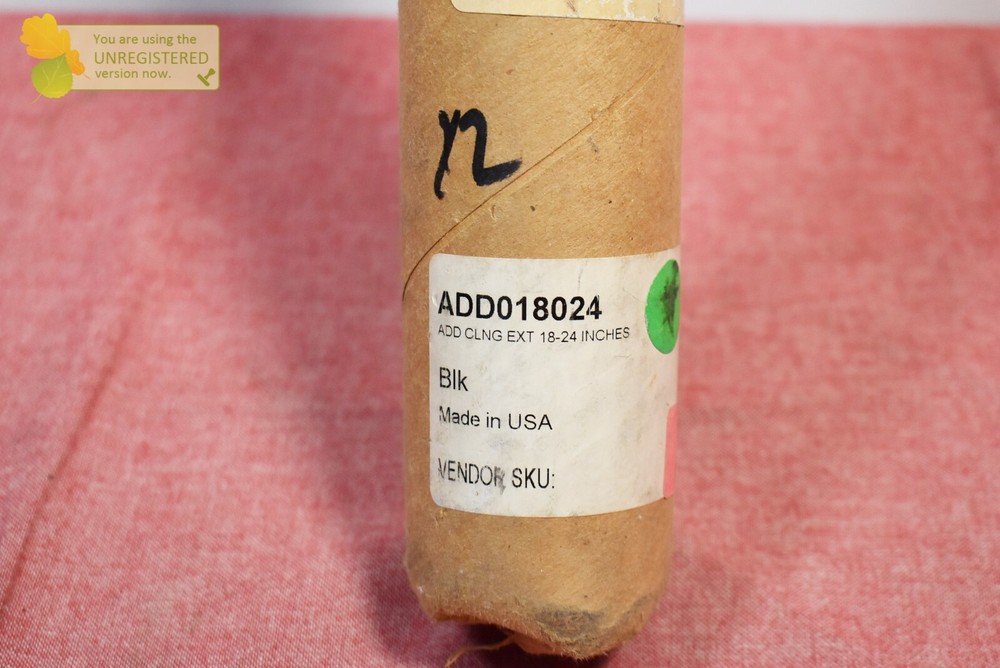 You are using the
UNREGISTERED
version now.
n
ADD018024
ADD CLNG EXT 18-24 INCHES
Blk
Made in USA
VENDOR SKU: